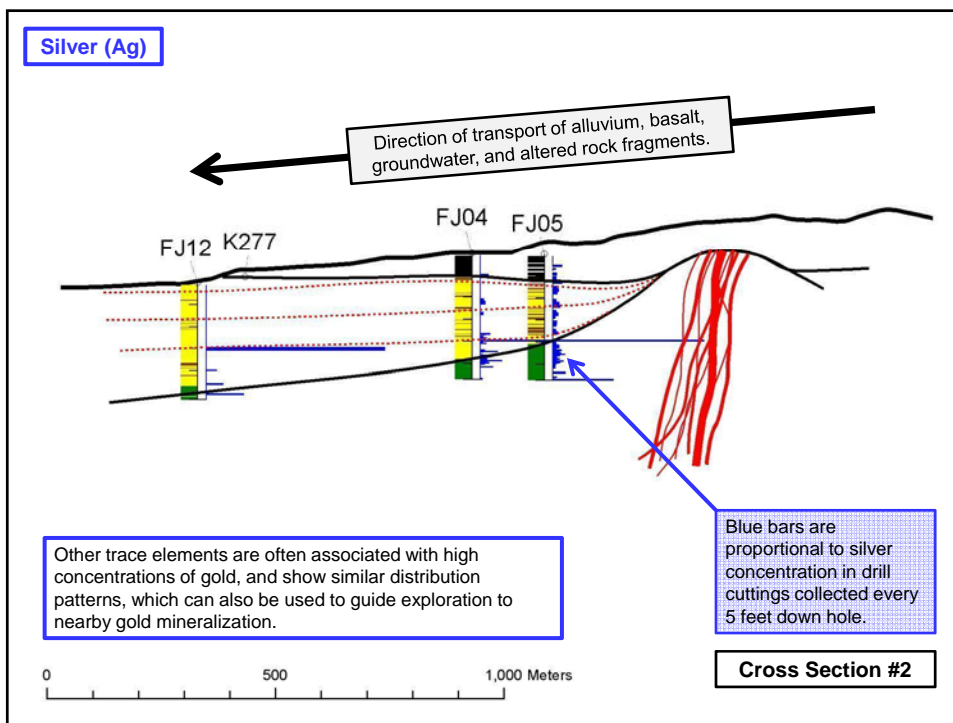 Silver (Ag)
Direction of transport of alluvium, basalt,
groundwater, and altered rock fragments.
FJ12
K277
FJ04
FJ05
Blue bars are
proportional to silver
concentration in drill
cuttings collected every
5 feet down hole.
Other trace elements are often associated with high
concentrations of gold, and show similar distribution
patterns, which can also be used to guide exploration to
nearby gold mineralization.
0 500 1,000 Meters
Cross Section #2